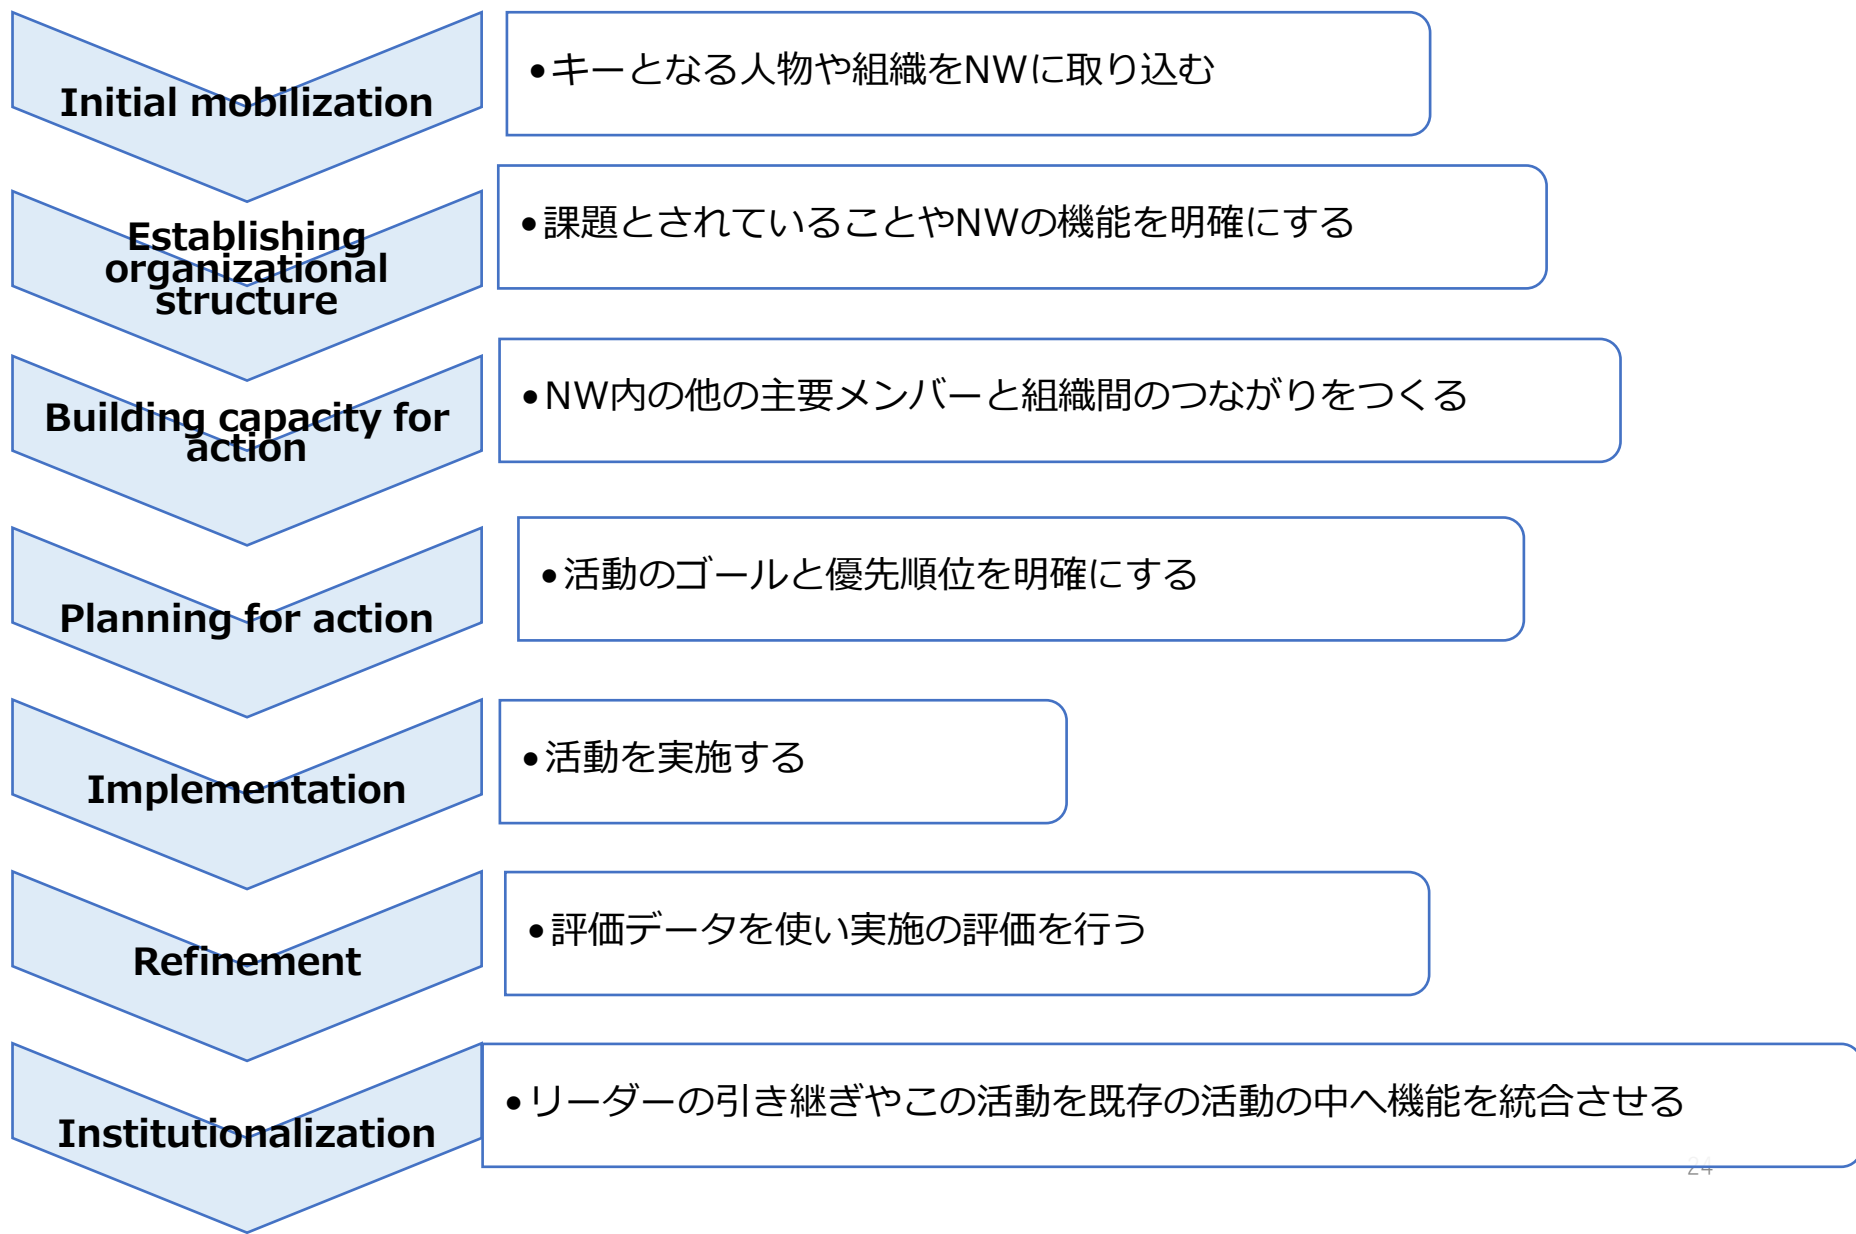 Initial mobilization
•キーとなる人物や組織をNWに取り込む
Establishing
organizational
structure
•課題とされていることやNWの機能を明確にする
Building capacity for
action
•NW内の他の主要メンバーと組織間のつながりをつくる
Planning for action
•活動のゴールと優先順位を明確にする
Implementation
•活動を実施する
Refinement
•評価データを使い実施の評価を行う
Institutionalization
•リーダーの引き継ぎやこの活動を既存の活動の中へ機能を統合させる
24